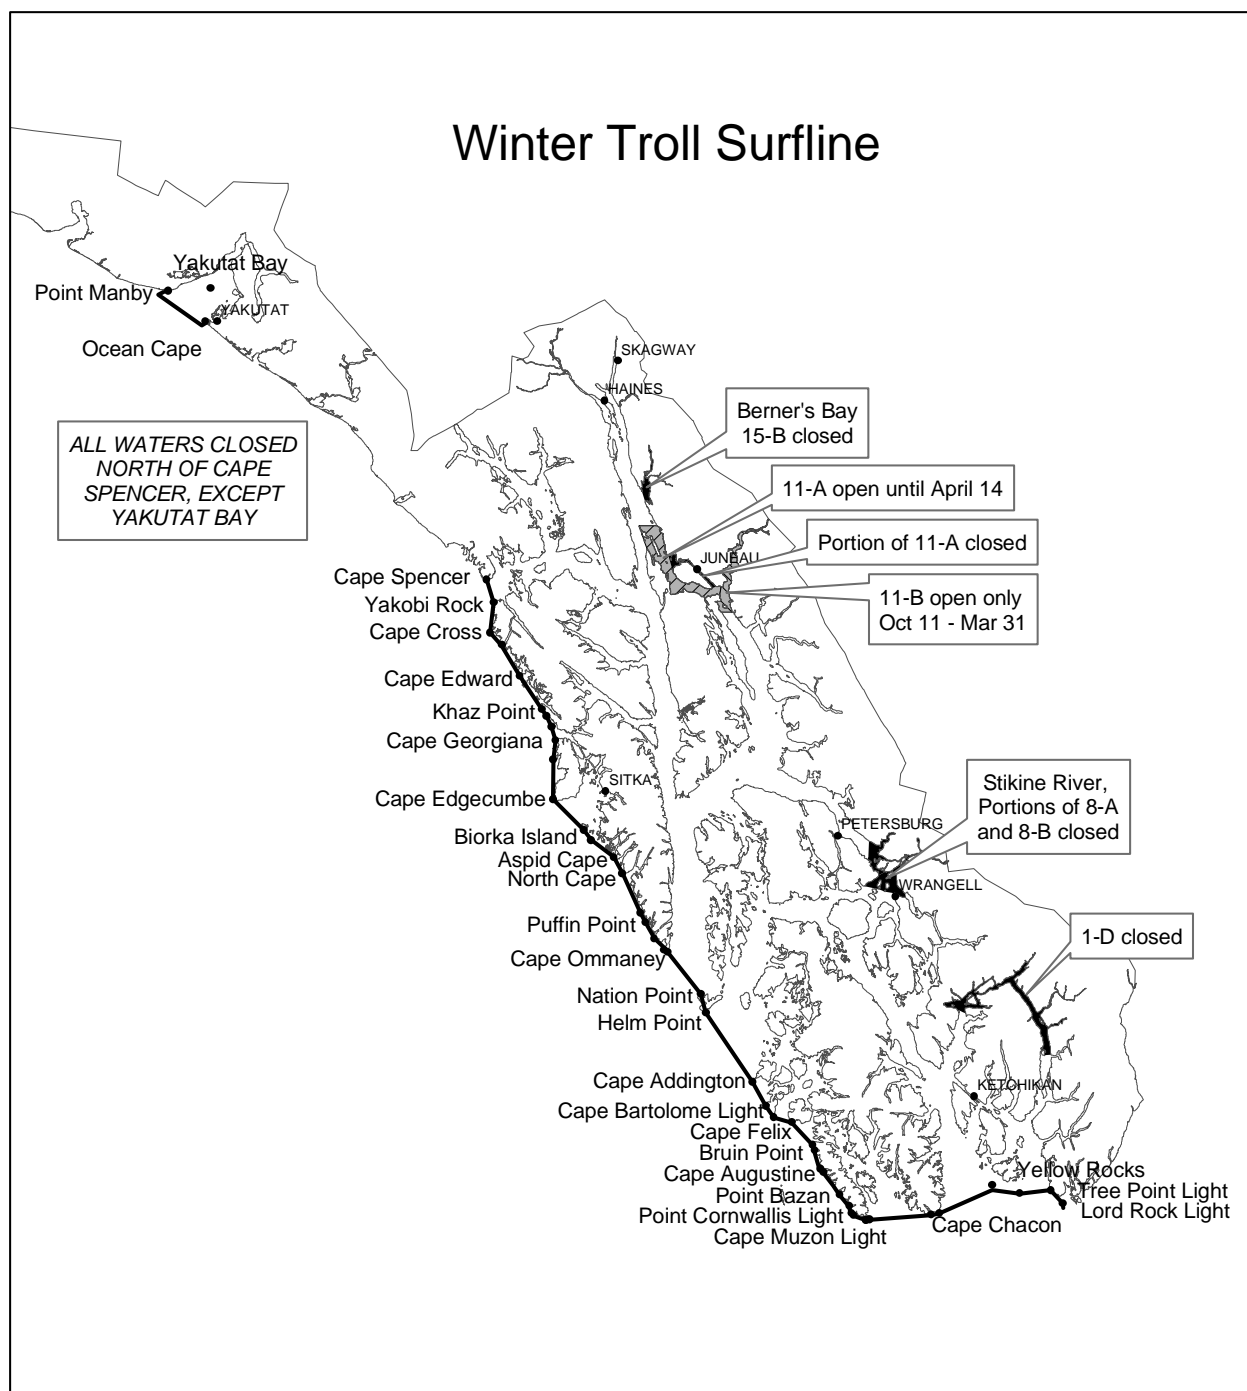 Winter Troll Surfline
Yakutat Bay
Point Manby
YAKUTAT
Ocean Cape
SKAGWAY
HAINES
Berner's Bay
15-B closed
ALL WATERS CLOSED
NORTH OF CAPE
SPENCER, EXCEPT
YAKUTAT BAY
11-A open until April 14
Portion of 11-A closed
JUNEAU
11-B open only
Oct 11 - Mar 31
Cape Spencer
Yakobi Rock
Cape Cross
Cape Edward
Khaz Point
Cape Georgiana
SITKA
Cape Edgecumbe
Stikine River,
Portions of 8-A
and 8-B closed
PETERSBURG
Biorka Island
Aspid Cape
North Cape
WRANGELL
Puffin Point
1-D closed
Cape Ommaney
Nation Point
Helm Point
Cape Addington
KETCHIKAN
Cape Bartolome Light
Cape Felix
Bruin Point
Cape Augustine
Yellow Rocks
Point Bazan
Tree Point Light
Lord Rock Light
Point Cornwallis Light
Cape Chacon
Cape Muzon Light